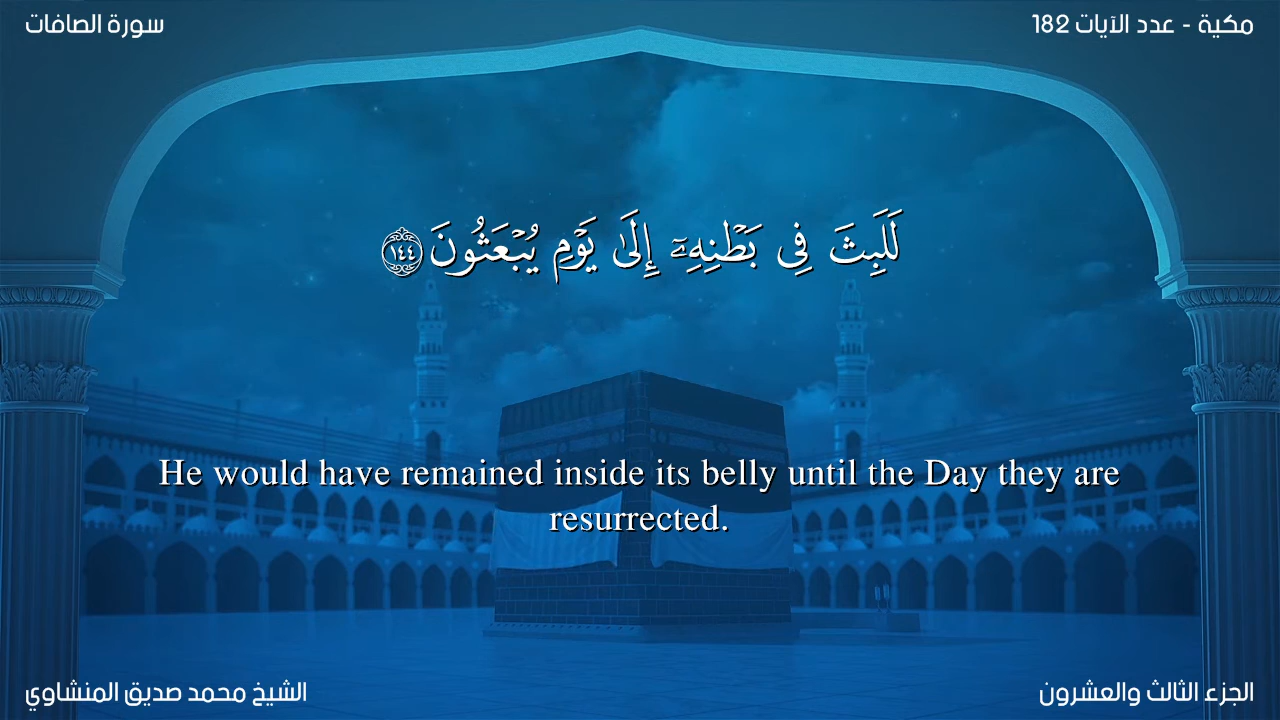 سورة الصافات
مكية - عدد الآيات 182
لَلَبِثَ فِى بَطْنِهِۦٓ إِلَىٰ يَوْمِ يُبْعَثُونَ ١٤٤
He would have remained inside its belly until the Day they are
resurrected.
الشيخ محمد صديق المنشاوي
الجزء الثالث والعشرون